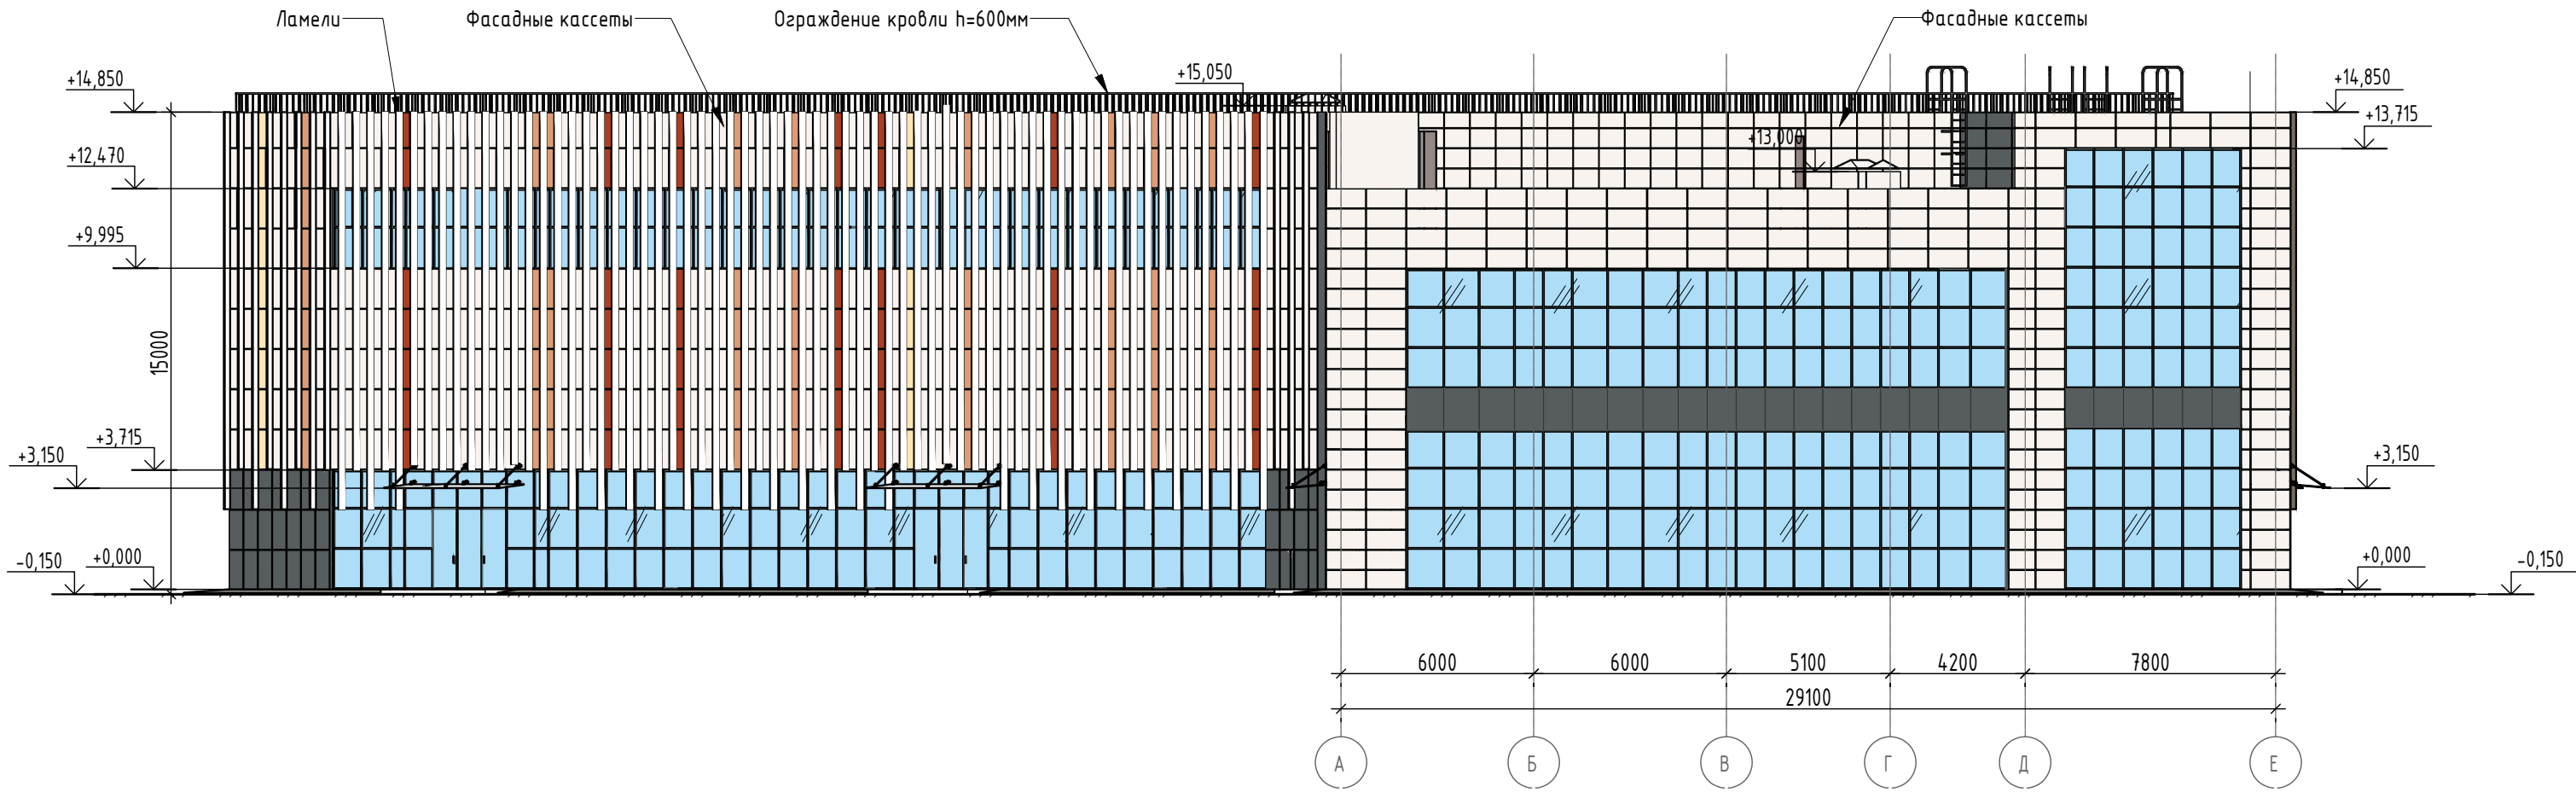 Ламели
Фасадные кассеты
Ограждение кровли h=600мм
Фасадные кассеты
+14,850
+15,050
+14,850
+13,715
+13,000
+12,470
+9,995
15000
+3,715
+3,150
+3,150
+0,000
-0,150
+0,000
-0,150
6000
6000
5100
4200
7800
29100
А
Б
В
Г
Д
Е